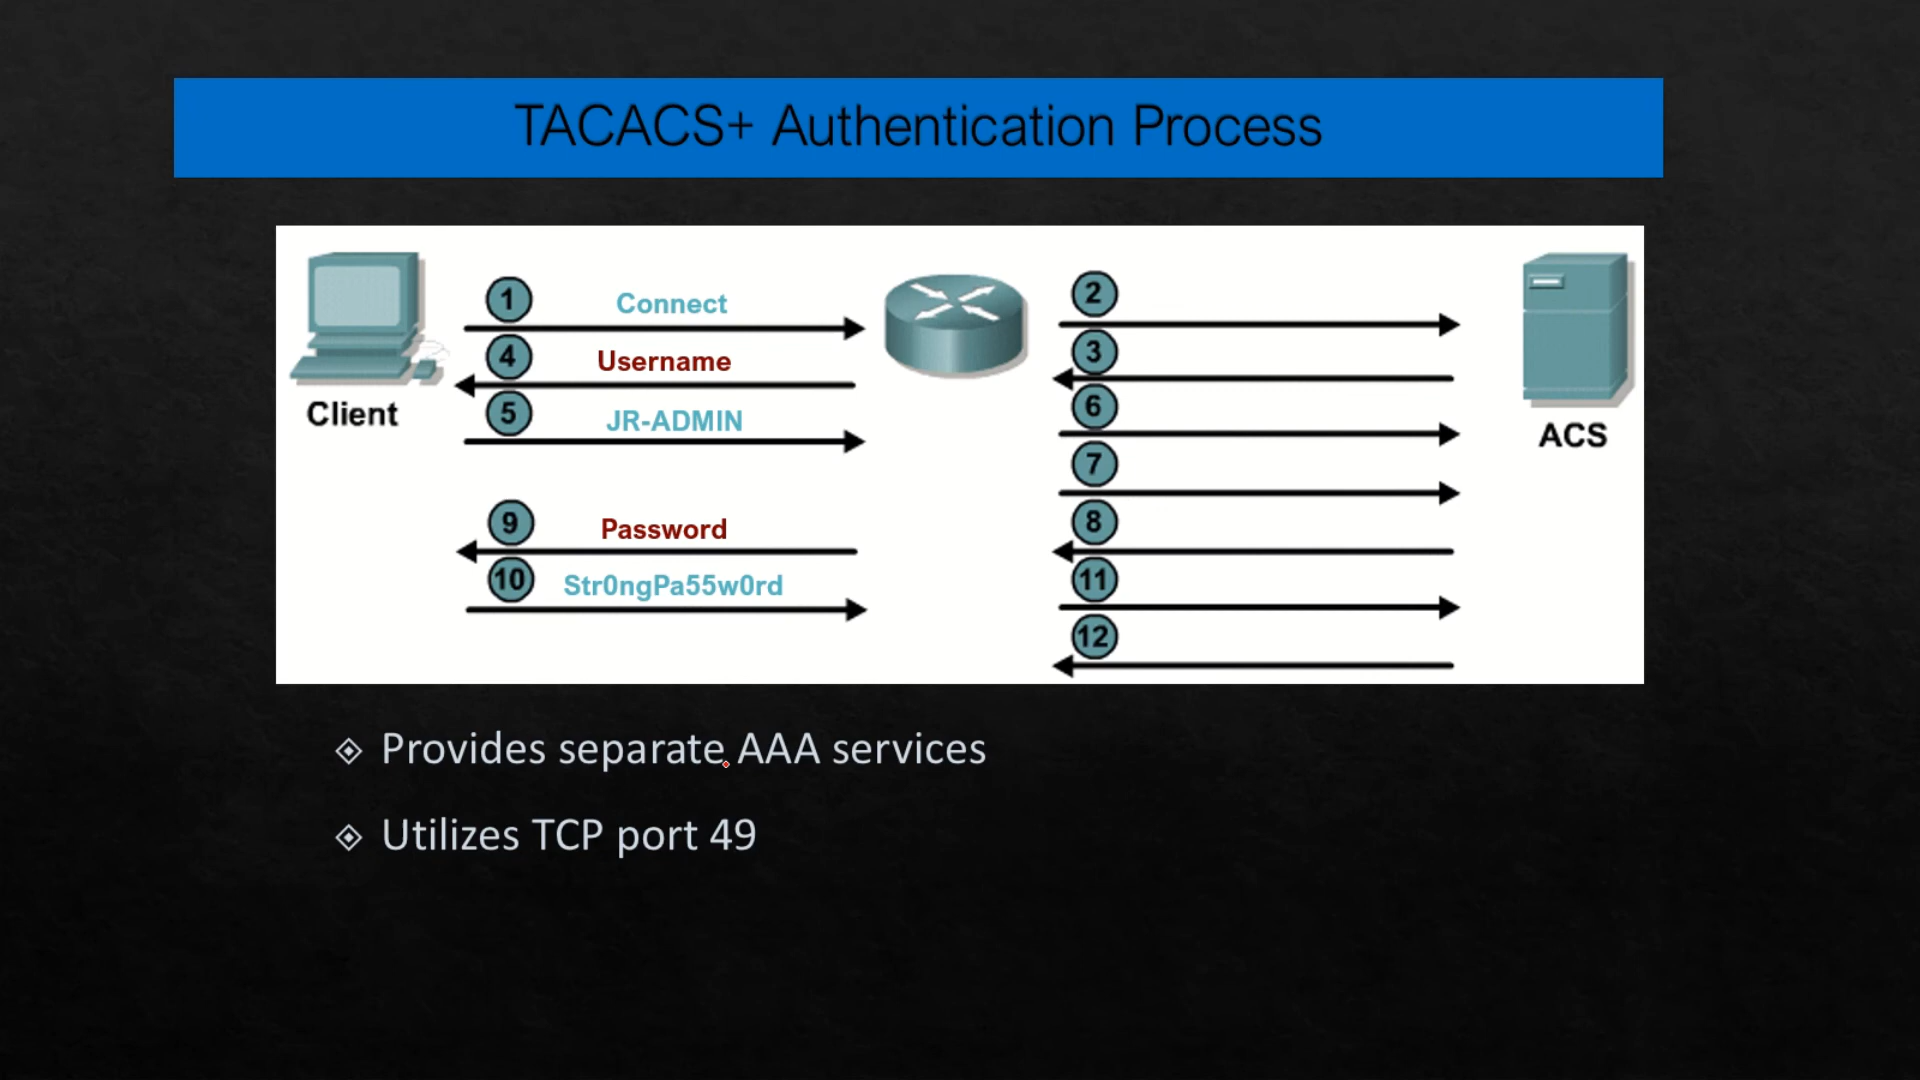 TACACS+ Authentication Process
1 Connect
2
4 Username
3
5 JR-ADMIN
6
Client
ACS
7
9 Password
8
10 Str0ngPa55w0rd
11
12
Provides separate AAA services
Utilizes TCP port 49